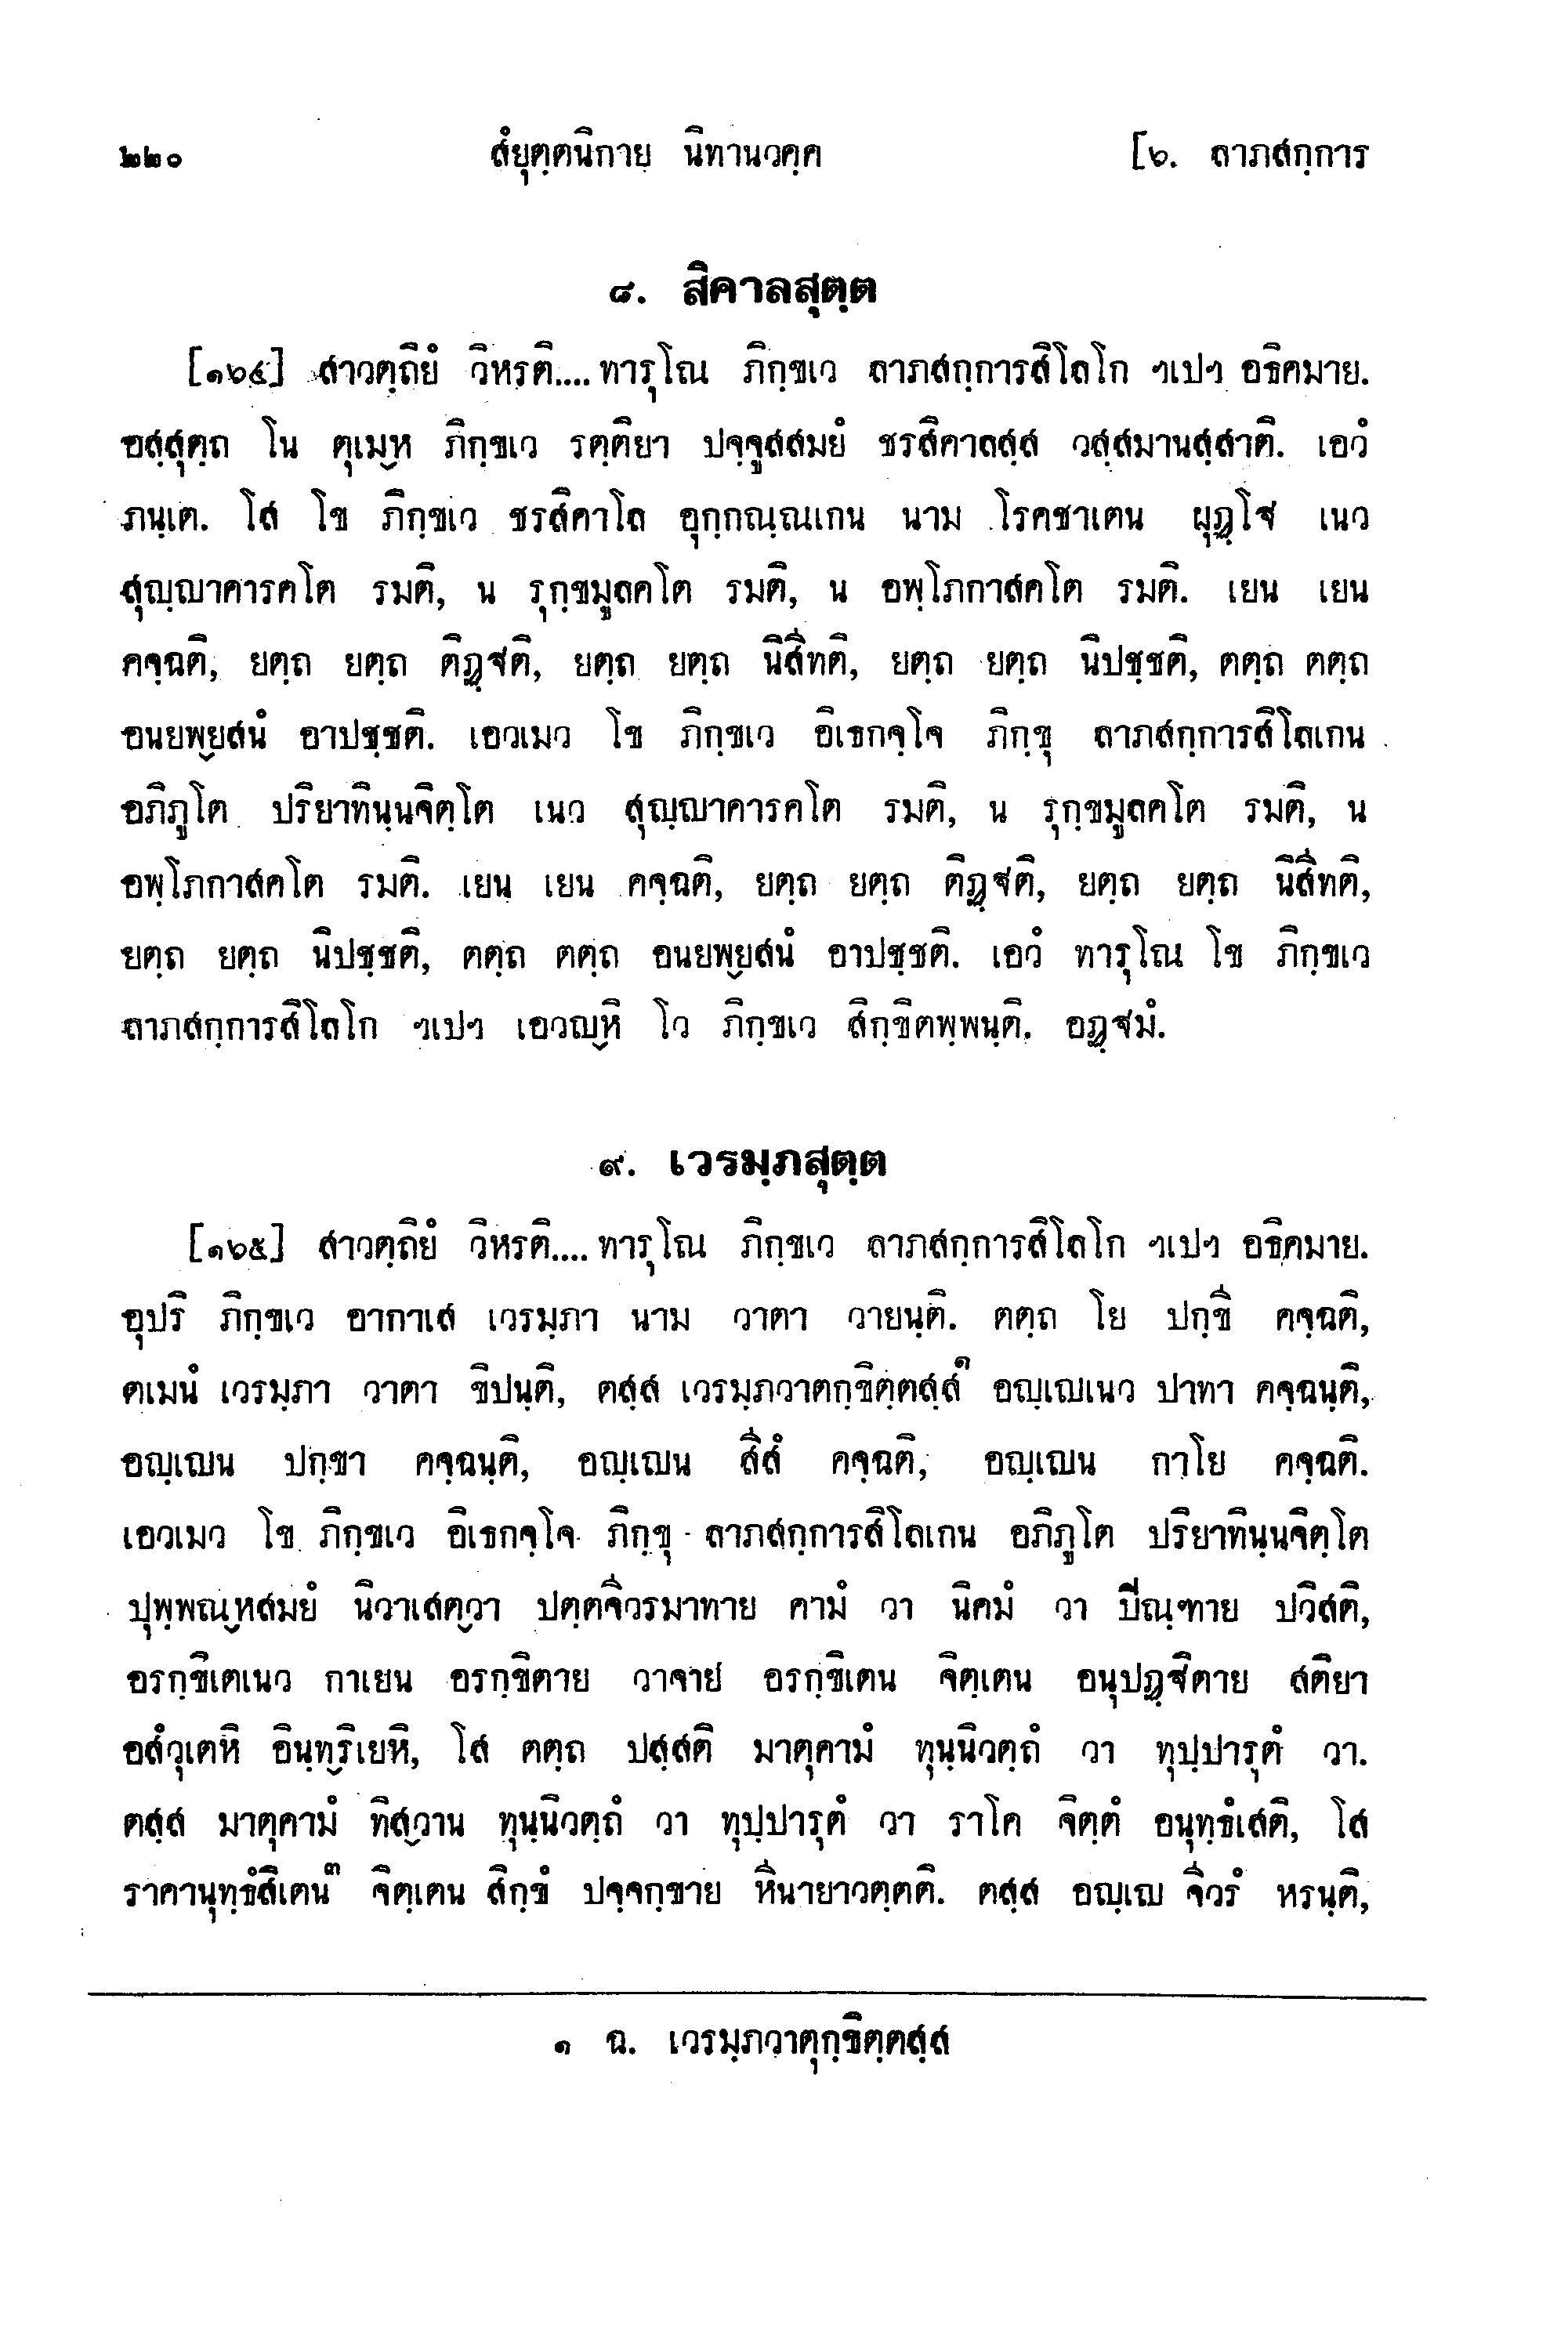 ๒๒๐ สํยุตฺตนิกาย นิทานวคฺค [๖. ลาภสกฺการ
๘. สิคาลสุตฺต
[๑๖๔] สาวตฺถิยํ วิหรติ.... ทารุโณ ภิกฺขเว ลาภสกฺการสิโลโก ฯเปฯ อธิคมาย.
อสฺสุตฺถ โน ตุเมฺห ภิกฺขเว รตฺติยา ปจฺจูสสมยํ ชรสิคาลสฺส วสฺสมานสฺสาติ. เอวํ
ภนฺเต. โส โข ภิกฺขเว ชรสิคาโล อุกฺกณฺณเกน นาม โรคชาเตน ผุฏฺโฐ เนว
สุญฺญาคารคโต รมติ, น รุกฺขมูลคโต รมติ, น อพฺโภกาสคโต รมติ. เยน เยน
คจฺฉติ, ยตฺถ ยตฺถ ติฏฺฐติ, ยตฺถ ยตฺถ นิสีทติ, ยตฺถ ยตฺถ นิปชฺชติ, ตตฺถ ตตฺถ
อนยพฺยสนํ อาปชฺชติ. เอวเมว โข ภิกฺขเว อิเธกจฺโจ ภิกฺขุ ลาภสกฺการสิโลเกน
อภิภูโต ปริยาทินฺนจิตฺโต เนว สุญฺญาคารคโต รมติ, น รุกฺขมูลคโต รมติ, น
อพฺโภกาสคโต รมติ. เยน เยน คจฺฉติ, ยตฺถ ยตฺถ ติฏฺฐติ, ยตฺถ ยตฺถ นิสีทติ,
ยตฺถ ยตฺถ นิปชฺชติ, ตตฺถ ตตฺถ อนยพฺยสนํ อาปชฺชติ. เอวํ ทารุโณ โข ภิกฺขเว
ลาภสกฺการสิโลโก ฯเปฯ เอวญฺหิ โว ภิกฺขเว สิกฺขิตพฺพนฺติ. อฏฺฐมํ.
๙. เวรมฺภสุตฺต
[๑๖๕] สาวตฺถิยํ วิหรติ.... ทารุโณ ภิกฺขเว ลาภสกฺการสิโลโก ฯเปฯ อธิคมาย.
อุปริ ภิกฺขเว อากาเส เวรมฺภา นาม วาตา วายนฺติ. ตตฺถ โย ปกฺขี คจฺฉติ,
ตเมนํ เวรมฺภา วาตา ขิปนฺติ, ตสฺส เวรมฺภวาตกฺขิตฺตสฺส๑ อญฺเญเนว ปาทา คจฺฉนฺติ,
อญฺเญน ปกฺขา คจฺฉนฺติ, อญฺเญน สีสํ คจฺฉติ, อญฺเญน กาโย คจฺฉติ.
เอวเมว โข ภิกฺขเว อิเธกจฺโจ ภิกฺขุ ลาภสกฺการสิโลเกน อภิภูโต ปริยาทินฺนจิตฺโต
ปุพฺพณฺหสมยํ นิวาเสตฺวา ปตฺตจีวรมาทาย คามํ วา นิคมํ วา ปิณฺฑาย ปวิสติ,
อรกฺขิเตเนว กาเยน อรกฺขิตาย วาจาย อรกฺขิเตน จิตฺเตน อนุปฏฺฐิตาย สติยา
อสํวุเตหิ อินฺทฺริเยหิ, โส ตตฺถ ปสฺสติ มาตุคามํ ทุนฺนิวตฺถํ วา ทุปฺปารุตํ วา.
ตสฺส มาตุคามํ ทิสฺวาน ทุนฺนิวตฺถํ วา ทุปฺปารุตํ วา ราโค จิตฺตํ อนุทฺธํเสติ, โส
ราคานุทฺธํสิเตน๓ จิตฺเตน สิกฺขํ ปจฺจกฺขาย หีนายาวตฺตติ. ตสฺส อญฺเญ จีวรํ หรนฺติ,
๑ ฉ. เวรมฺภวาตุกฺขิตฺตสฺส